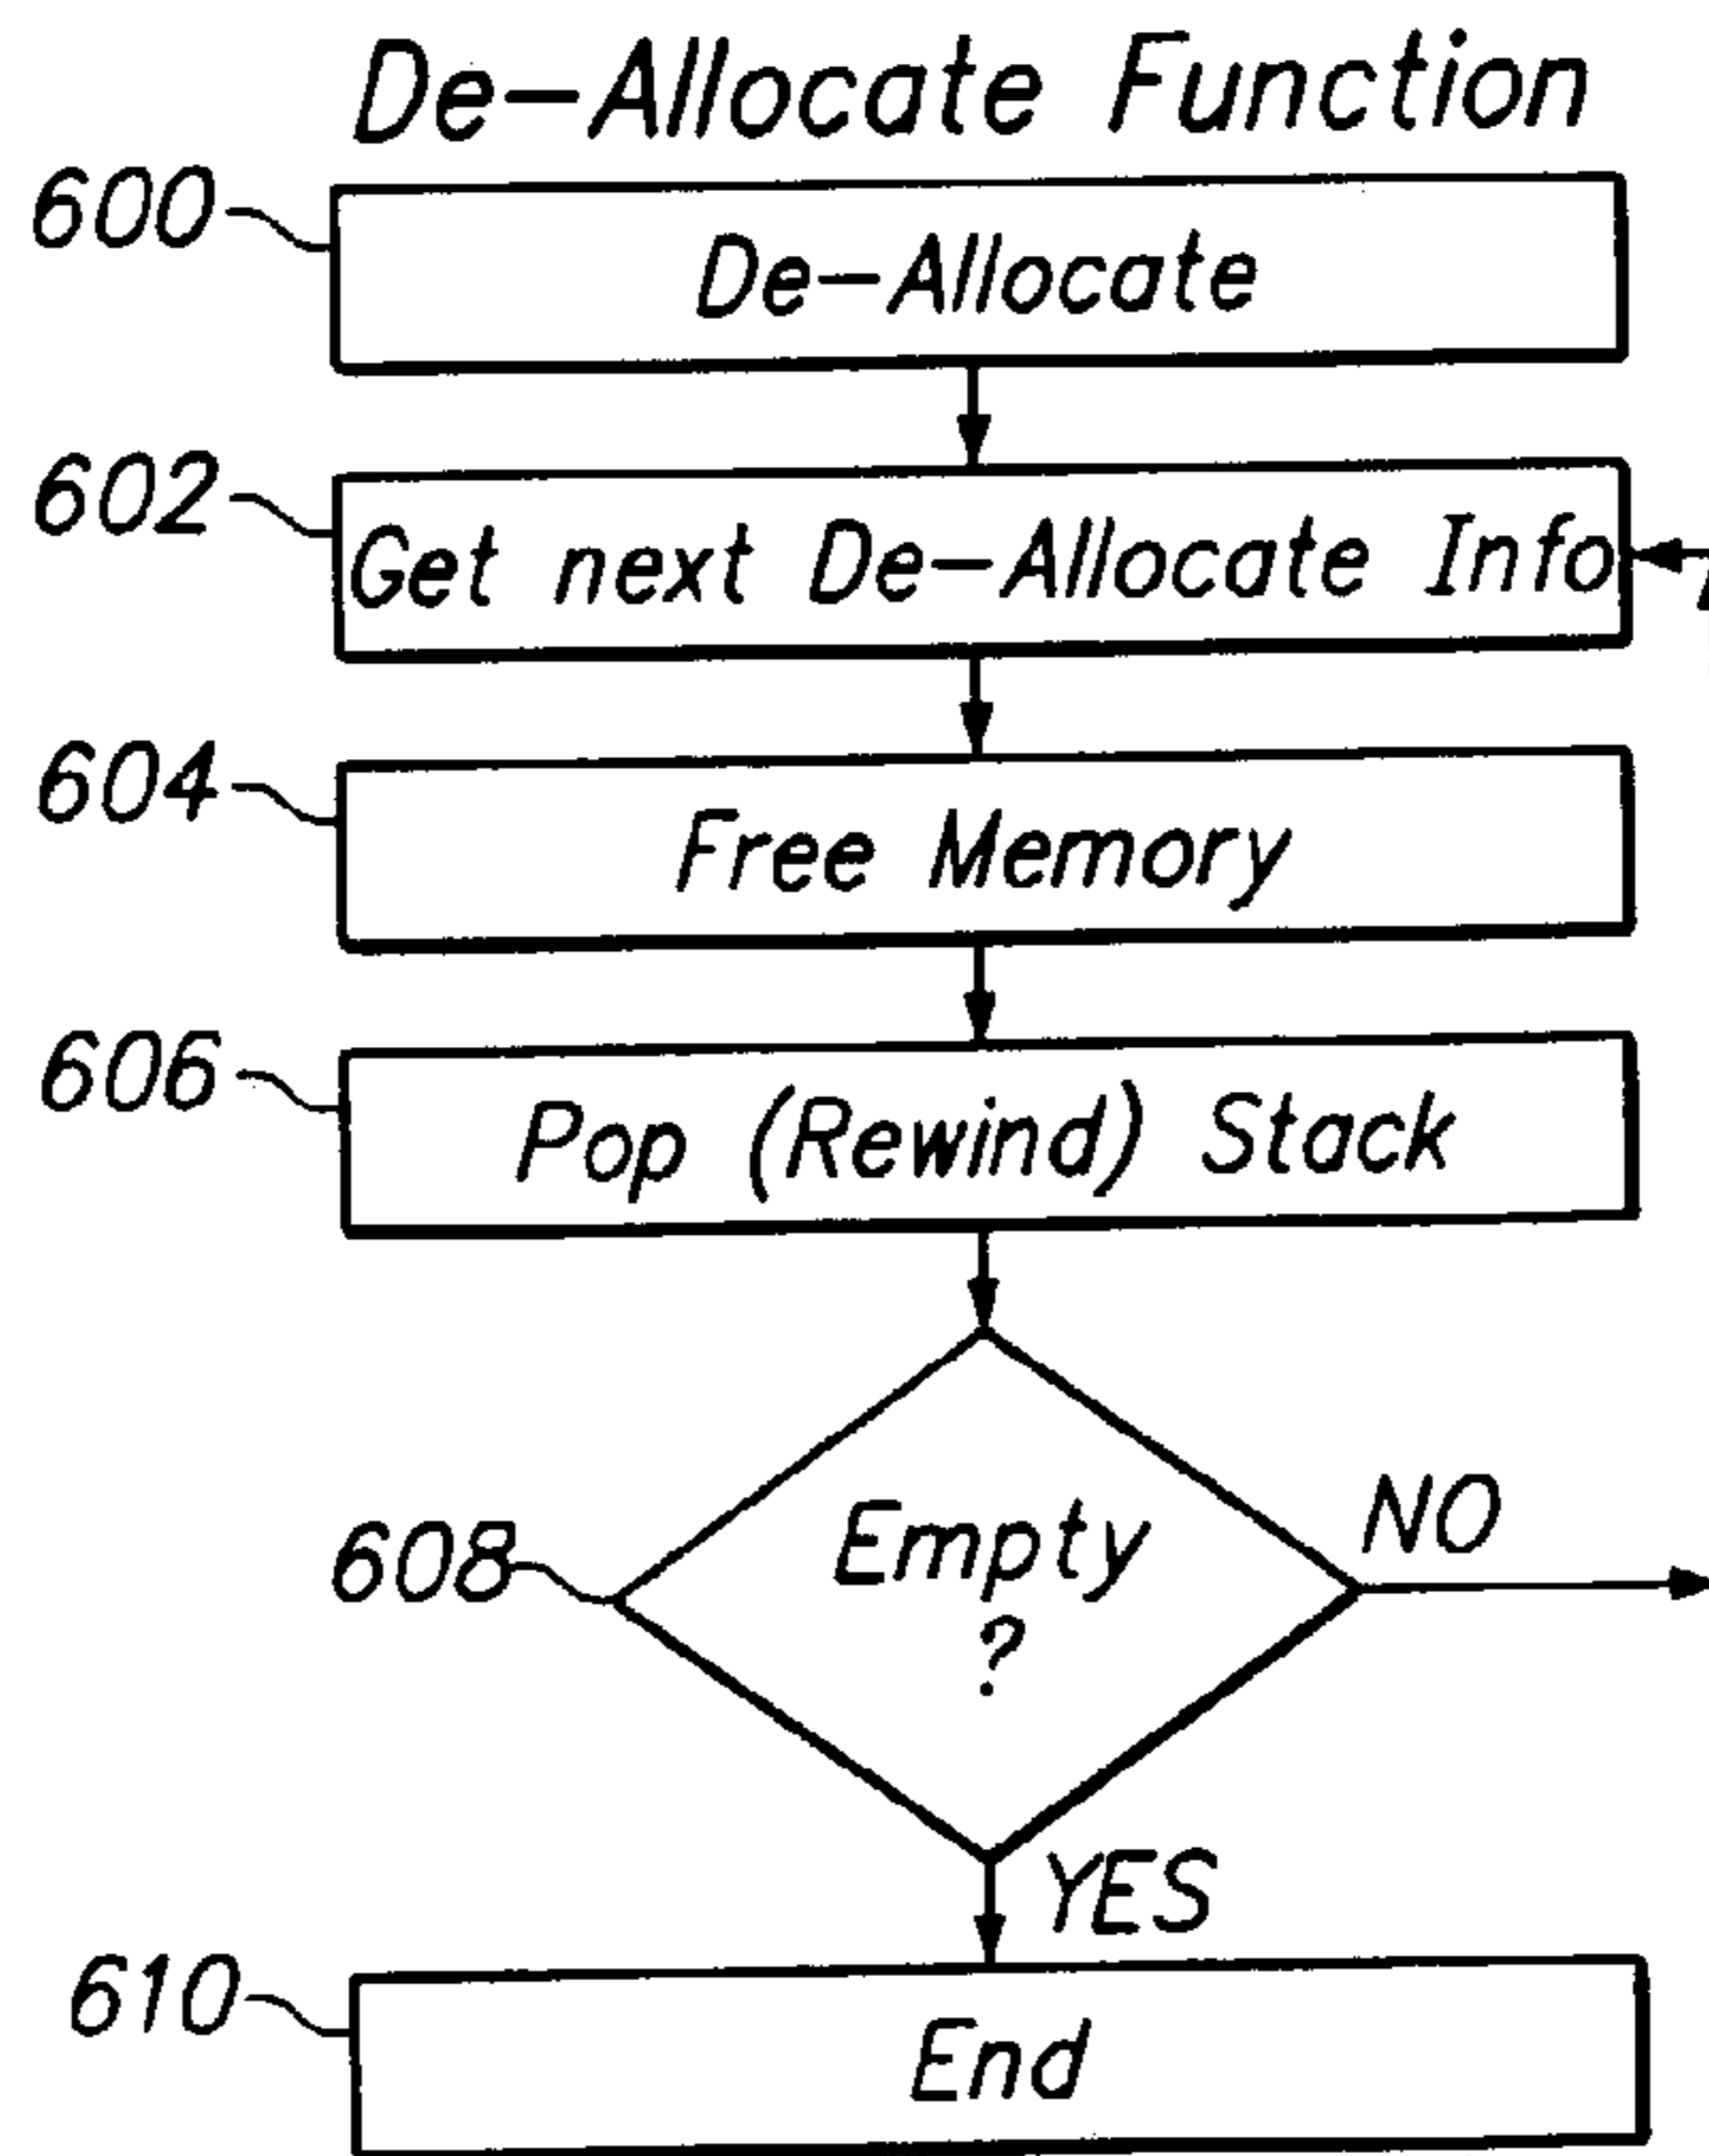 De-Allocate Function
600
De-Allocate
602
Get next De-Allocate Info
604
Free Memory
606
Pop (Rewind) Stack
608
Empty
?
NO
YES
610
End